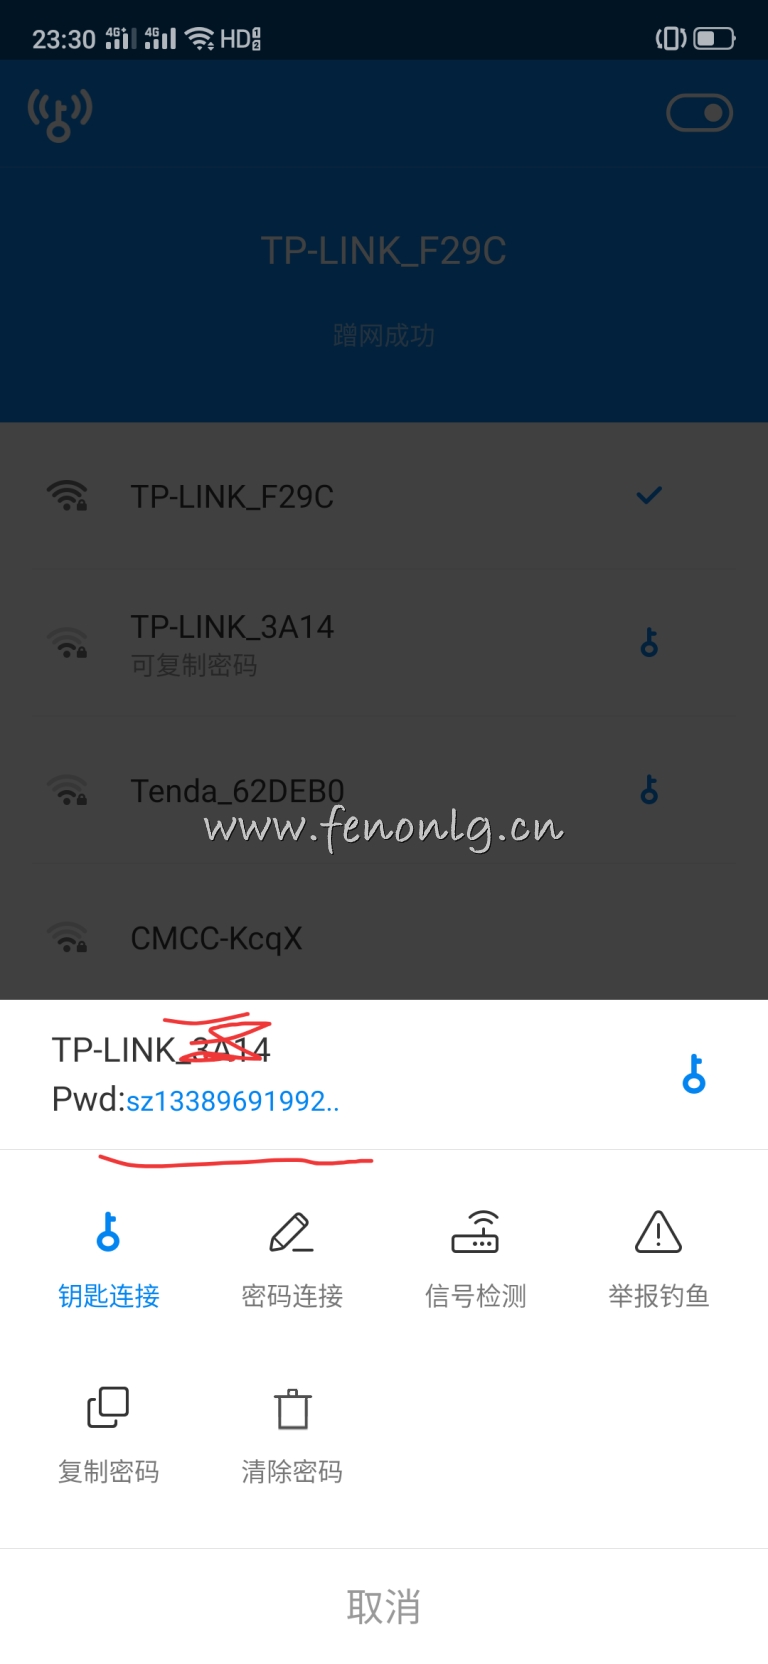 23:30 4G+ 4G HD 1 2
TP-LINK_F29C
蹭网成功
TP-LINK_F29C
TP-LINK_3A14
可复制密码
Tenda_62DEB0
www.fenonlg.cn
CMCC-KcqX
TP-LINK_3A14
Pwd:sz13389691992..
钥匙连接
密码连接
信号检测
举报钓鱼
复制密码
清除密码
取消